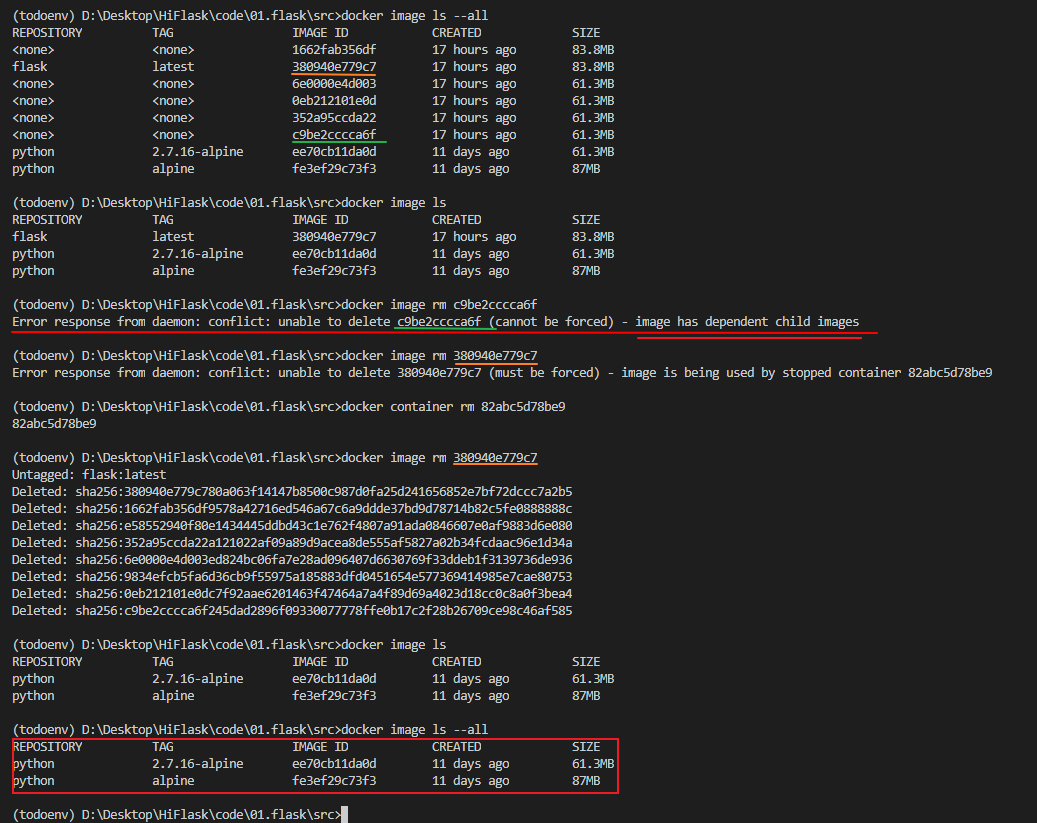 (todoenv) D:\Desktop\HiFlask\code\01.flask\src>docker image ls --all
REPOSITORY TAG IMAGE ID CREATED SIZE
<none> <none> 1662fab356df 17 hours ago 83.8MB
flask latest 380940e779c7 17 hours ago 83.8MB
<none> <none> 6e0000e4d003 17 hours ago 61.3MB
<none> <none> 0eb212101e0d 17 hours ago 61.3MB
<none> <none> 352a95ccda22 17 hours ago 61.3MB
<none> <none> c9be2cccca6f 17 hours ago 61.3MB
python 2.7.16-alpine ee70cb11da0d 11 days ago 61.3MB
python alpine fe3ef29c73f3 11 days ago 87MB
(todoenv) D:\Desktop\HiFlask\code\01.flask\src>docker image ls
REPOSITORY TAG IMAGE ID CREATED SIZE
flask latest 380940e779c7 17 hours ago 83.8MB
python 2.7.16-alpine ee70cb11da0d 11 days ago 61.3MB
python alpine fe3ef29c73f3 11 days ago 87MB
(todoenv) D:\Desktop\HiFlask\code\01.flask\src>docker image rm c9be2cccca6f
Error response from daemon: conflict: unable to delete c9be2cccca6f (cannot be forced) - image has dependent child images
(todoenv) D:\Desktop\HiFlask\code\01.flask\src>docker image rm 380940e779c7
Error response from daemon: conflict: unable to delete 380940e779c7 (must be forced) - image is being used by stopped container 82abc5d78be9
(todoenv) D:\Desktop\HiFlask\code\01.flask\src>docker container rm 82abc5d78be9
82abc5d78be9
(todoenv) D:\Desktop\HiFlask\code\01.flask\src>docker image rm 380940e779c7
Untagged: flask:latest
Deleted: sha256:380940e779c780a063f14147b8500c987d0fa25d241656852e7bf72dccc7a2b5
Deleted: sha256:1662fab356df9578a42716ed546a67c6a9ddde37bd9d78714b82c5fe0888888c
Deleted: sha256:e58552940f80e1434445ddbd43c1e762f4807a91ada0846607e0af9883d6e080
Deleted: sha256:352a95ccda22a121022af09a89d9acea8de555af5827a02b34fcdaac96e1d34a
Deleted: sha256:6e0000e4d003ed824bc06fa7e28ad096407d6630769f33ddeb1f3139736de936
Deleted: sha256:9834efcb5fa6d36cb9f55975a185883dfd0451654e577369414985e7cae80753
Deleted: sha256:0eb212101e0dc7f92aae6201463f47464a7a4f89d69a4023d18cc0c8a0f3bea4
Deleted: sha256:c9be2cccca6f245dad2896f09330077778ffe0b17c2f28b26709ce98c46af585
(todoenv) D:\Desktop\HiFlask\code\01.flask\src>docker image ls
REPOSITORY TAG IMAGE ID CREATED SIZE
python 2.7.16-alpine ee70cb11da0d 11 days ago 61.3MB
python alpine fe3ef29c73f3 11 days ago 87MB
(todoenv) D:\Desktop\HiFlask\code\01.flask\src>docker image ls --all
REPOSITORY TAG IMAGE ID CREATED SIZE
python 2.7.16-alpine ee70cb11da0d 11 days ago 61.3MB
python alpine fe3ef29c73f3 11 days ago 87MB
(todoenv) D:\Desktop\HiFlask\code\01.flask\src>